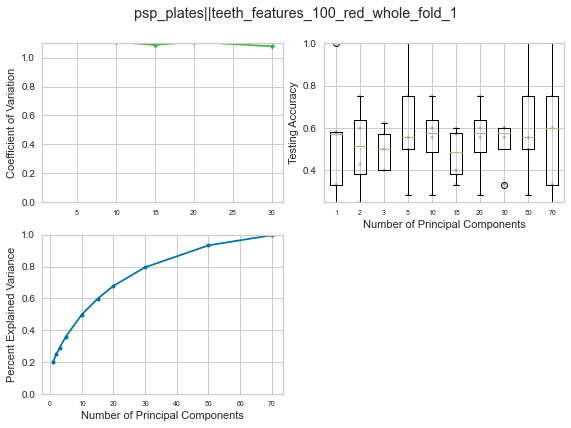 psp_plates||teeth_features_100_red_whole_fold_1
Coefficient of Variation
1.0
0.8
0.6
0.4
0.2
0.0
5 10 15 20 25 30
Testing Accuracy
1.0
0.8
0.6
0.4
1 2 3 5 10 15 20 30 50 70
Number of Principal Components
Percent Explained Variance
1.0
0.8
0.6
0.4
0.2
0.0
0 10 20 30 40 50 60 70
Number of Principal Components